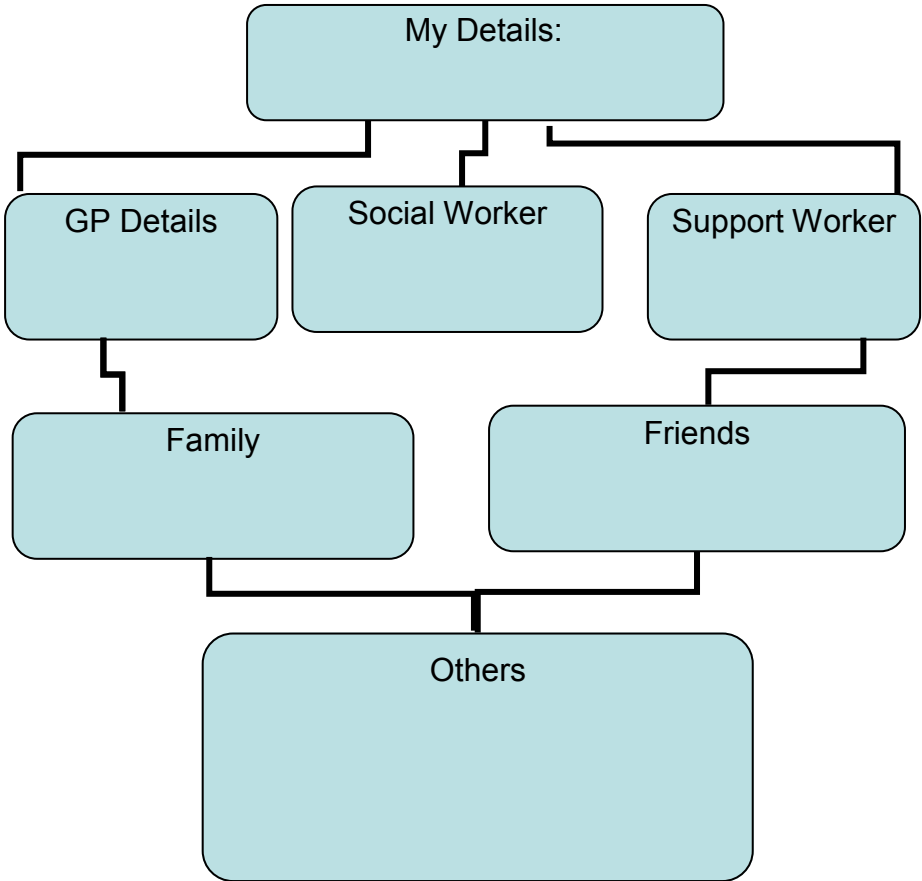 My Details:
GP Details
Social Worker
Support Worker
Family
Friends
Others